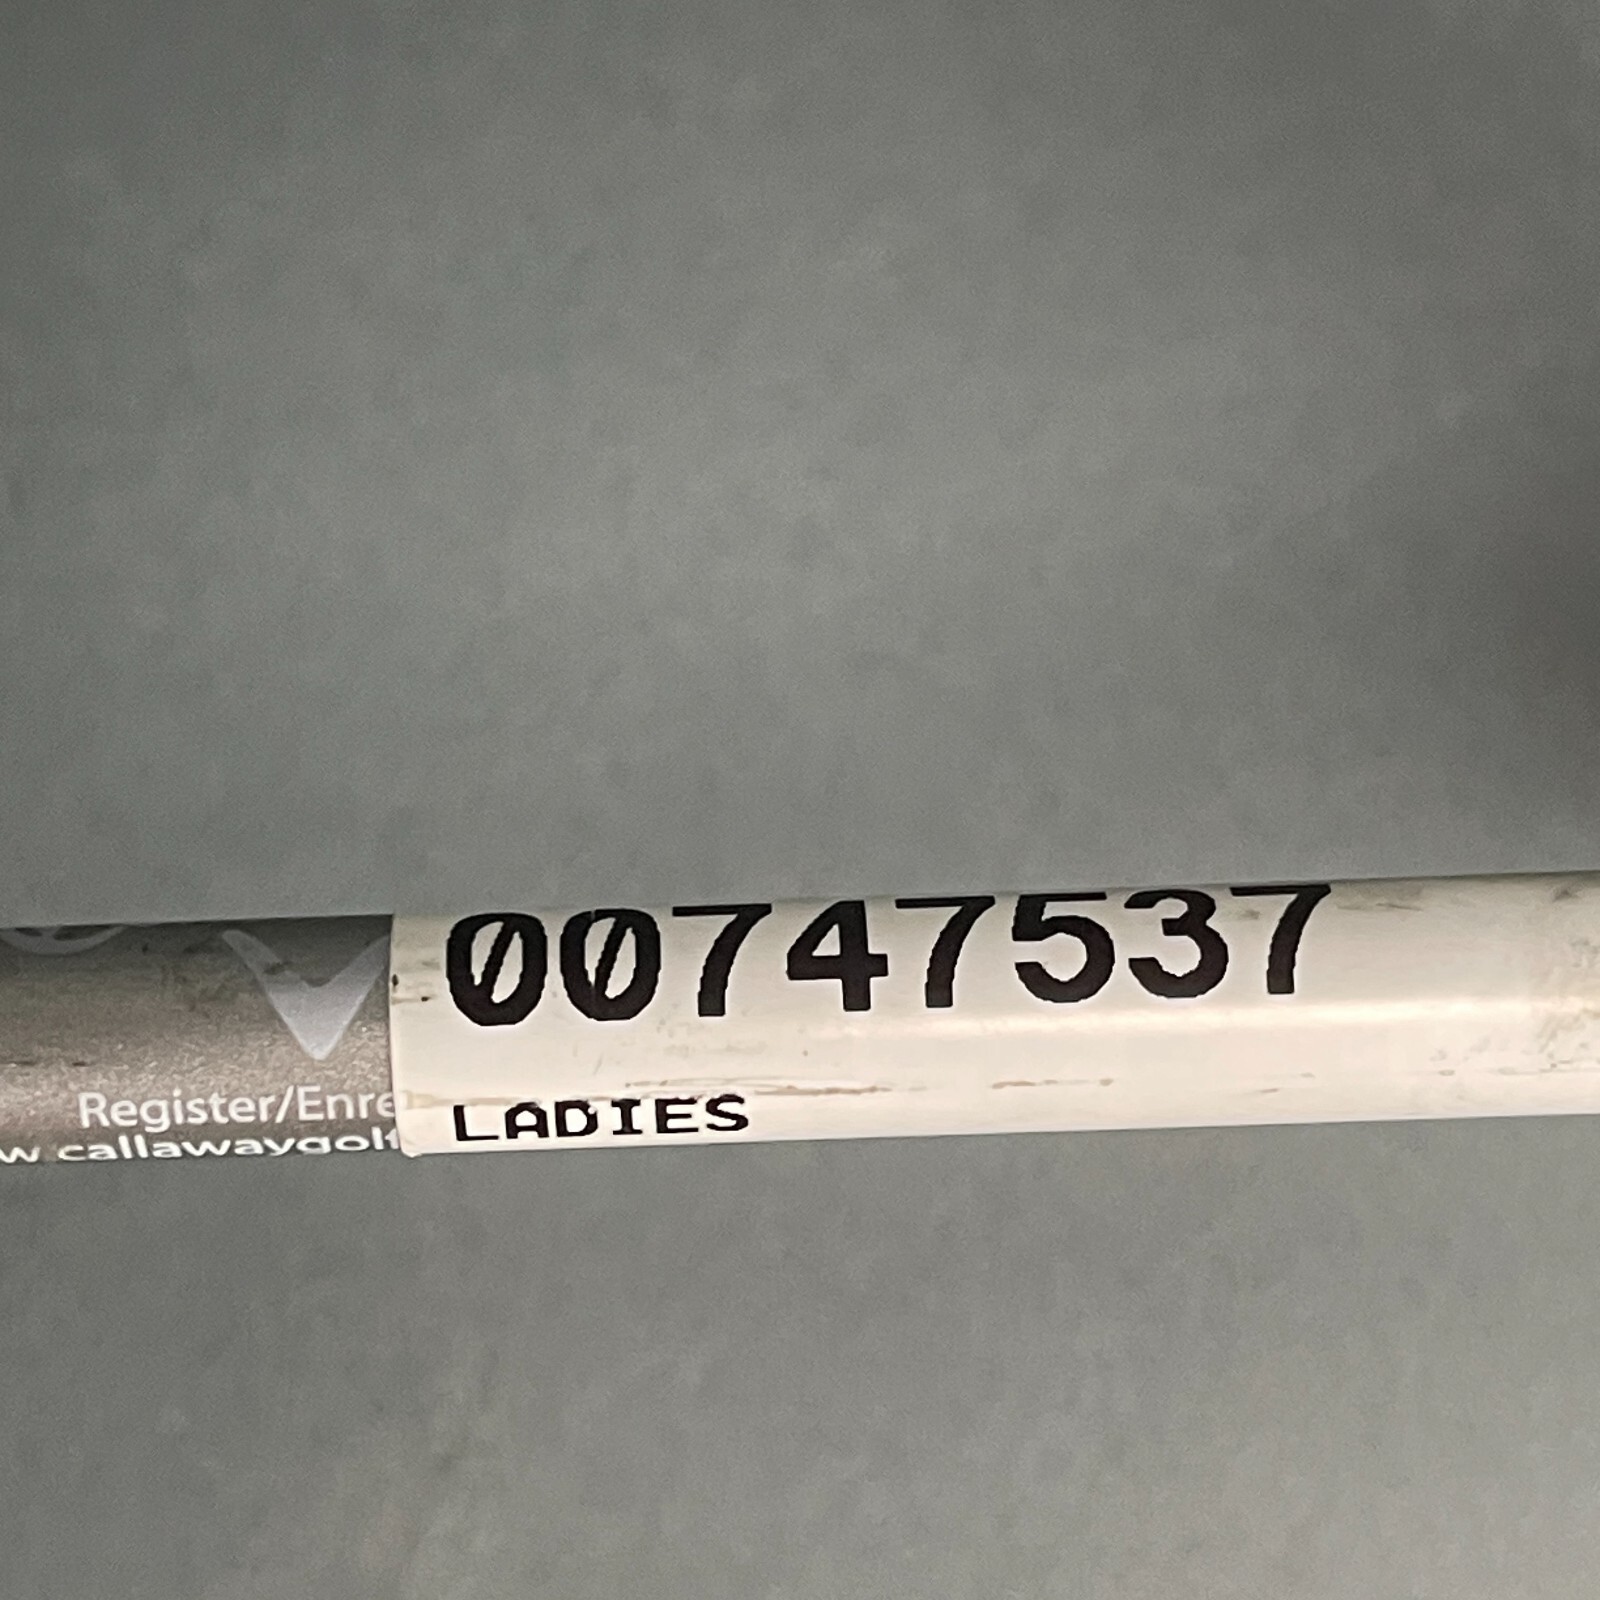 00747537
LADIES
Register/Enre
w.callawaygolf